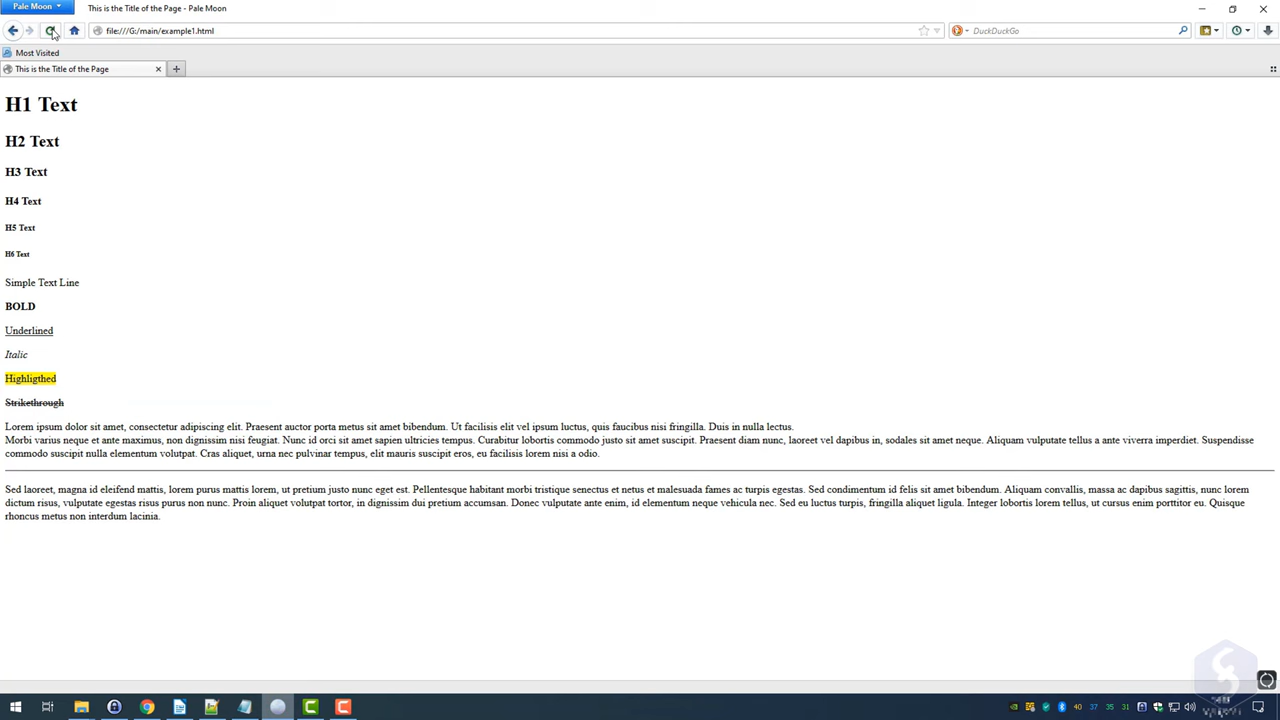 Pale Moon
This is the Title of the Page - Pale Moon
file:///G:/main/example1.html
DuckDuckGo
Most Visited
This is the Title of the Page
H1 Text
H2 Text
H3 Text
H4 Text
H5 Text
H6 Text
Simple Text Line
BOLD
Underlined
Italic
Highligthed
Strikethrough
Lorem ipsum dolor sit amet, consectetur adipiscing elit. Praesent auctor porta metus sit amet bibendum. Ut facilisis elit vel ipsum luctus, quis faucibus nisi fringilla. Duis in nulla lectus.
Morbi varius neque et ante maximus, non dignissim nisi feugiat. Nunc id orci sit amet sapien ultricies tempus. Curabitur lobortis commodo justo sit amet suscipit. Praesent diam nunc, laoreet vel dapibus in, sodales sit amet neque. Aliquam vulputate tellus a ante viverra imperdiet. Suspendisse
commodo suscipit nulla elementum volutpat. Cras aliquet, urna nec pulvinar tempus, elit mauris suscipit eros, eu facilisis lorem nisi a odio.
Sed laoreet, magna id eleifend mattis, lorem purus mattis lorem, ut pretium justo nunc eget est. Pellentesque habitant morbi tristique senectus et netus et malesuada fames ac turpis egestas. Sed condimentum id felis sit amet bibendum. Aliquam convallis, massa ac dapibus sagittis, nunc lorem
dictum risus, vulputate egestas risus purus non nunc. Proin aliquet volutpat tortor, in dignissim dui pretium accumsan. Donec vulputate ante enim, id elementum neque vehicula nec. Sed eu luctus turpis, fringilla aliquet ligula. Integer lobortis lorem tellus, ut cursus enim porttitor eu. Quisque
rhoncus metus non interdum lacinia.
40 37 35 31